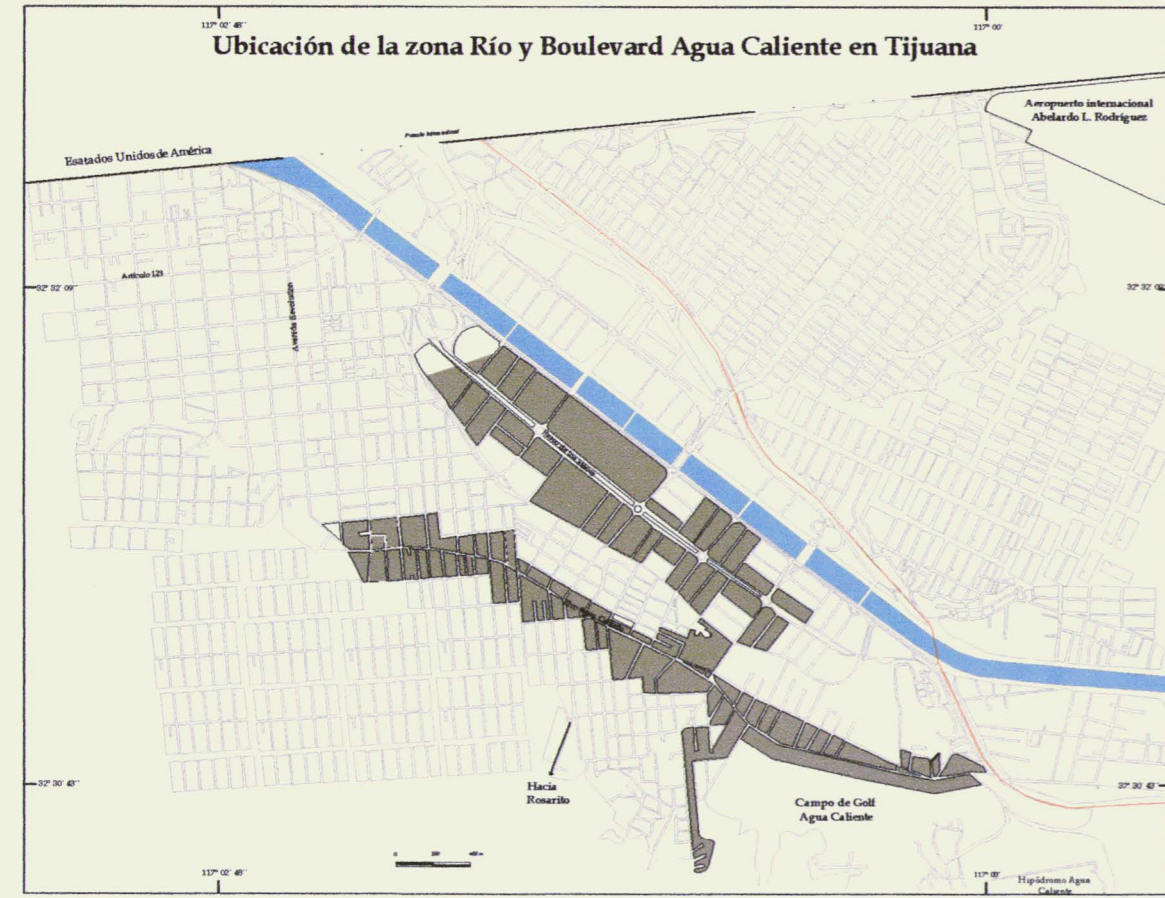 117° 02' 48"
117° 00'
Ubicación de la zona Río y Boulevard Agua Caliente en Tijuana
Aeropuerto internacional
Abelardo L. Rodríguez
Esatados Unidos de América
Artículo 123
Avenida Revolución
32° 32' 09"
Hacia
Rosarito
Campo de Golf
Agua Caliente
32° 30' 43"
117° 02' 48"
117° 00'
Hipódromo Agua
Caliente